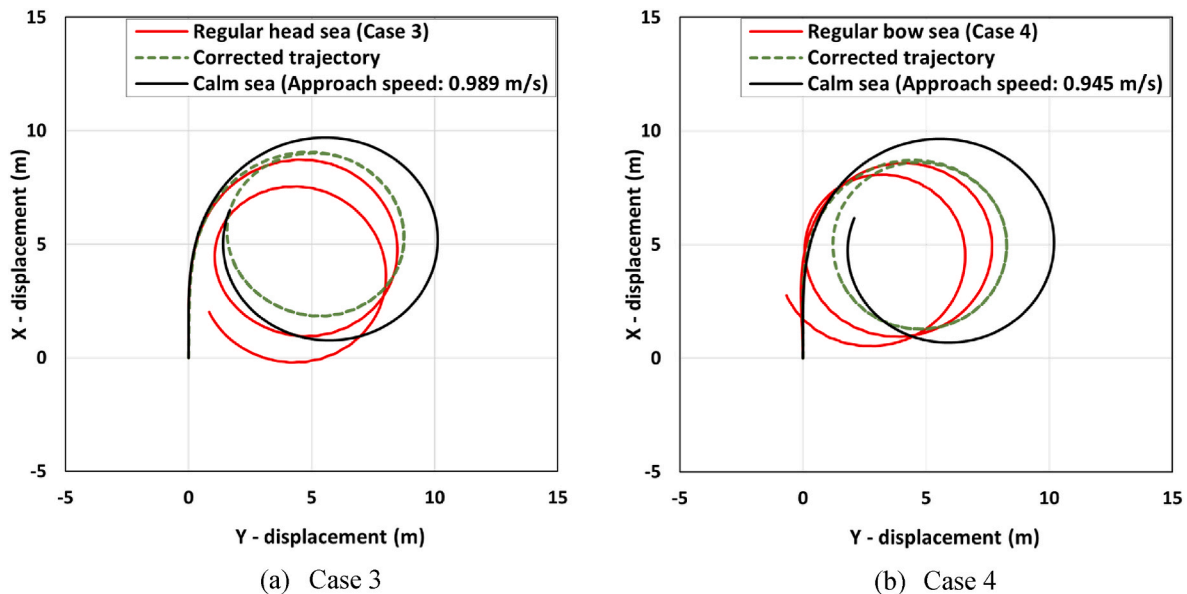 15
Regular head sea (Case 3)
Corrected trajectory
Calm sea (Approach speed: 0.989 m/s)
10
5
0
-5
-5
0
5
10
15
X - displacement (m)
Y - displacement (m)
(a) Case 3
15
Regular bow sea (Case 4)
Corrected trajectory
Calm sea (Approach speed: 0.945 m/s)
10
5
0
-5
-5
0
5
10
15
X - displacement (m)
Y - displacement (m)
(b) Case 4